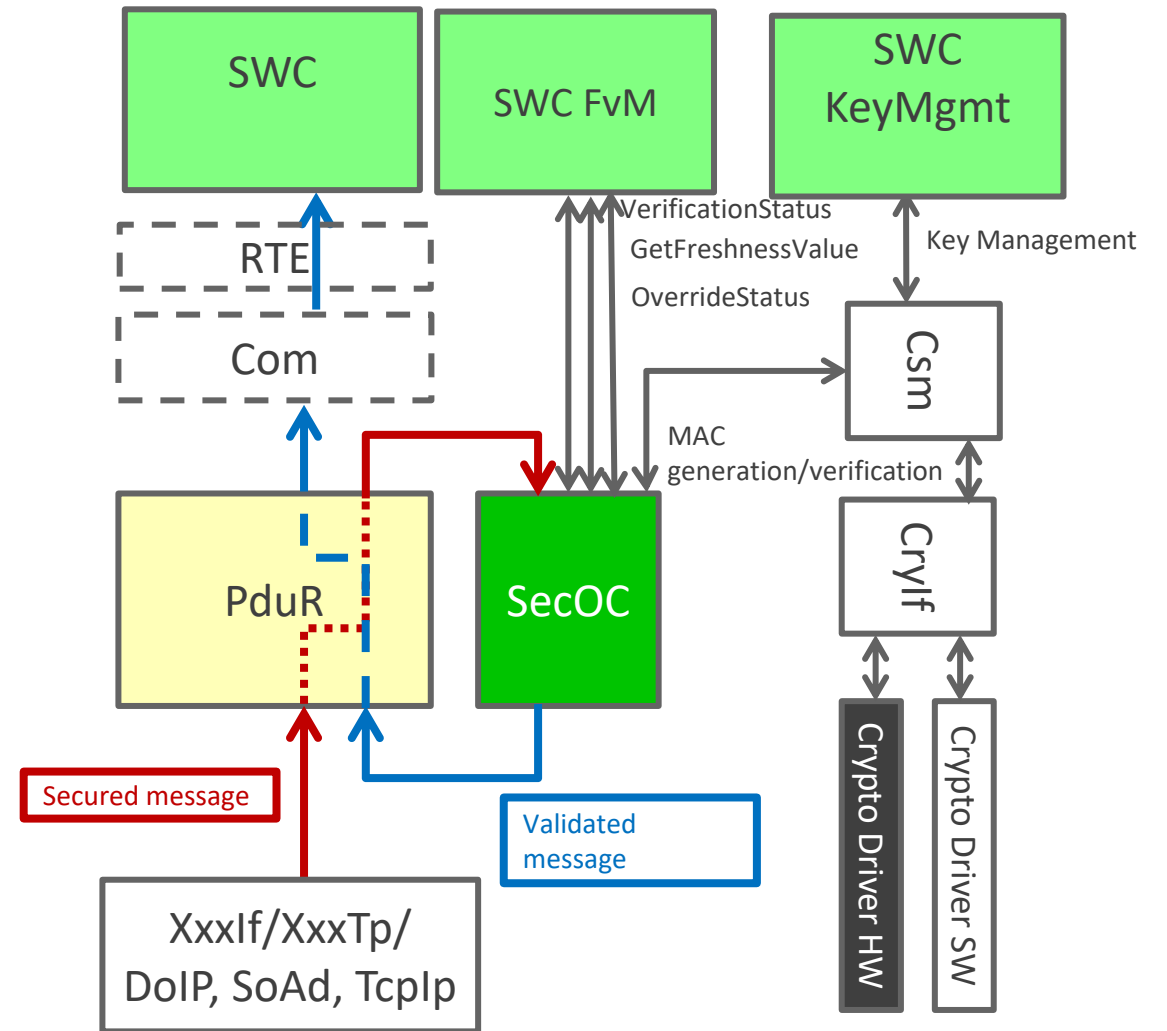 SWC
SWC FvM
SWC
KeyMgmt
VerificationStatus
GetFreshnessValue
OverrideStatus
Key Management
RTE
Com
Csm
MAC
generation/verification
PduR
SecOC
CryIf
Secured message
Validated
message
Crypto Driver HW
Crypto Driver SW
XxxIf/XxxTp/
DoIP, SoAd, TcpIp